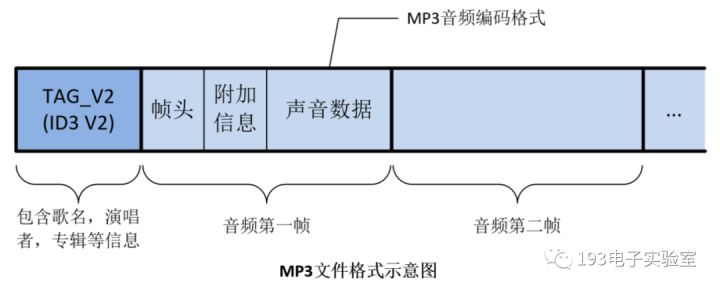 MP3音频编码格式
TAG_V2
(ID3 V2)
帧头
附加
信息
声音数据
...
包含歌名，演唱
者，专辑等信息
音频第一帧
音频第二帧
MP3文件格式示意图
193电子实验室